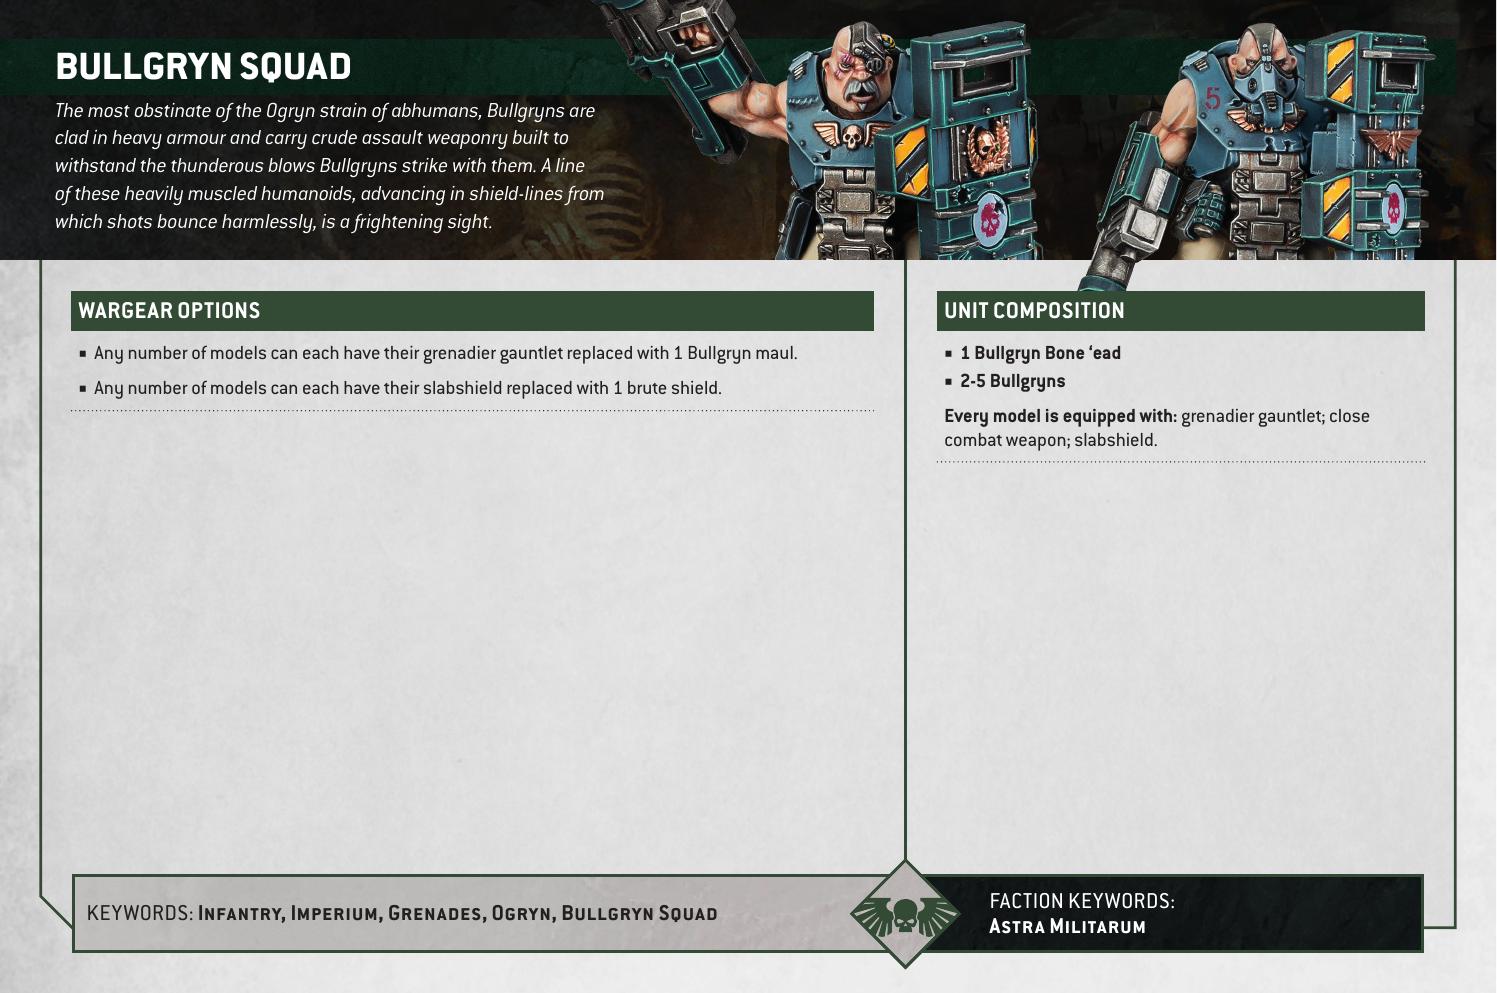 BULLGRYN SQUAD
The most obstinate of the Ogryn strain of abhumans, Bullgryns are
clad in heavy armour and carry crude assault weaponry built to
withstand the thunderous blows Bullgryns strike with them. A line
of these heavily muscled humanoids, advancing in shield-lines from
which shots bounce harmlessly, is a frightening sight.
5
WARGEAR OPTIONS
▪ Any number of models can each have their grenadier gauntlet replaced with 1 Bullgryn maul.
▪ Any number of models can each have their slabshield replaced with 1 brute shield.
UNIT COMPOSITION
▪ 1 Bullgryn Bone ‘ead
▪ 2-5 Bullgryns
Every model is equipped with: grenadier gauntlet; close
combat weapon; slabshield.
KEYWORDS: Infantry, Imperium, Grenades, Ogryn, Bullgryn Squad
FACTION KEYWORDS:
Astra Militarum